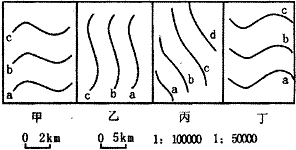 c
b
a
c b a
a b c d
c
b
a
甲 乙 丙 丁
0 2km 0 5km 1：100000 1：50000